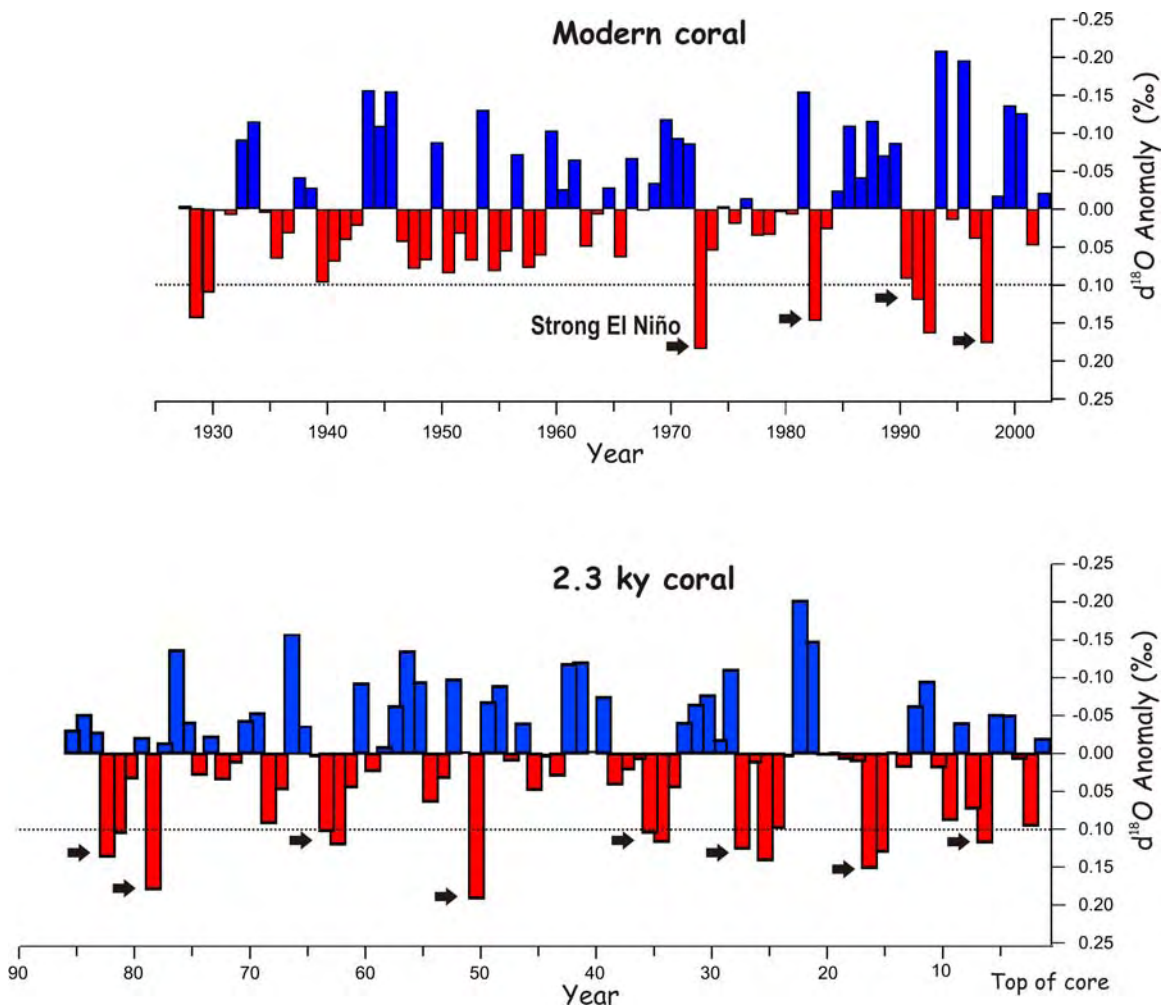 Modern coral
-0.25
-0.20
-0.15
-0.10
-0.05
0.00
0.05
0.10
0.15
0.20
0.25
d¹⁸O Anomaly (‰)
Strong El Niño
1930 1940 1950 1960 1970 1980 1990 2000
Year
2.3 ky coral
-0.25
-0.20
-0.15
-0.10
-0.05
0.00
0.05
0.10
0.15
0.20
0.25
d¹⁸O Anomaly (‰)
90 80 70 60 50 40 30 20 10 Top of core
Year